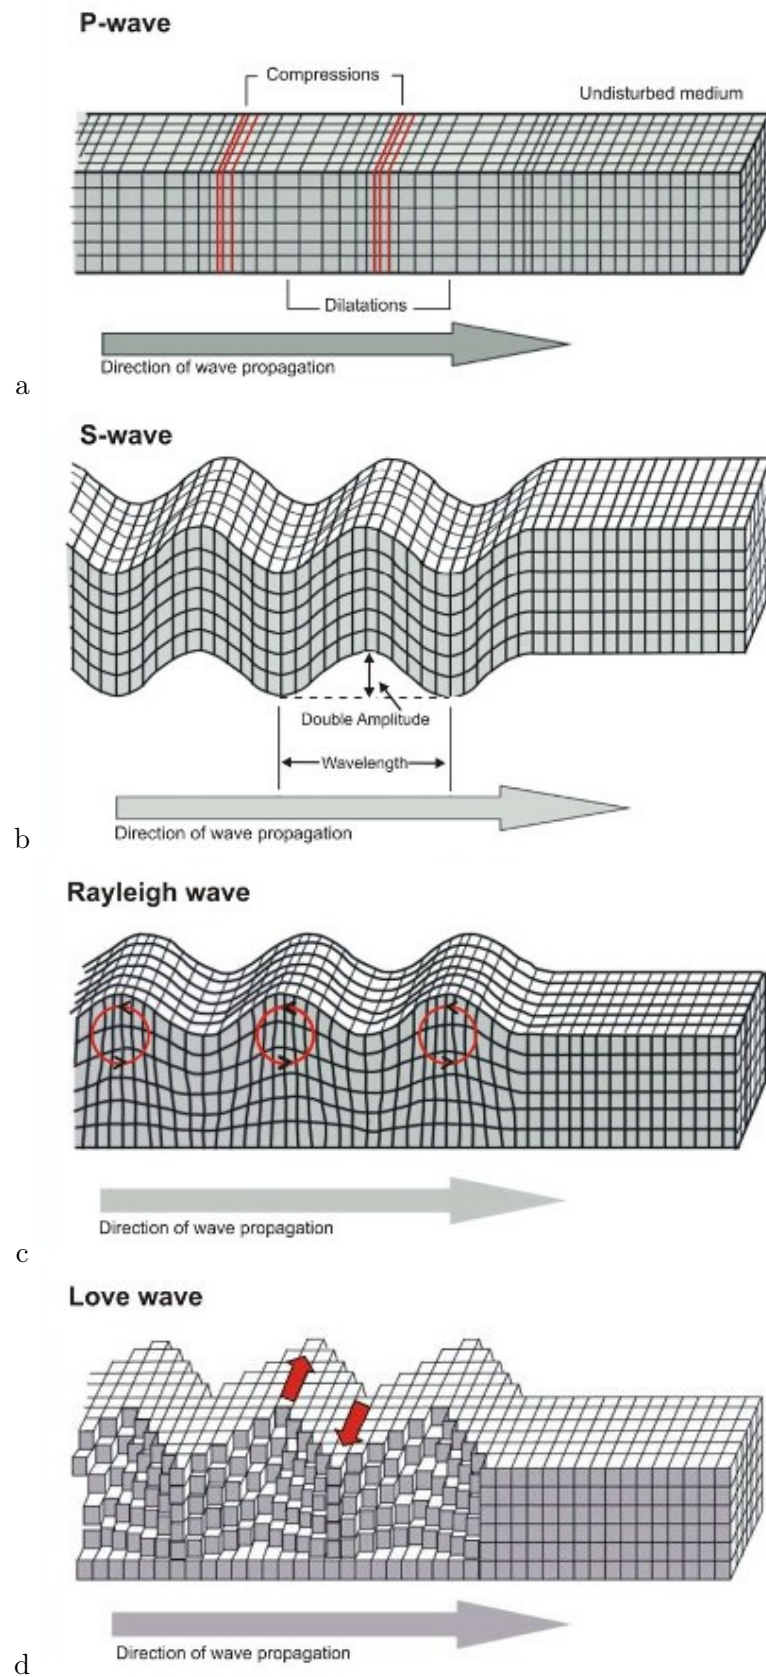 P-wave
Compressions
Undisturbed medium
Dilatations
Direction of wave propagation
a
S-wave
Double Amplitude
Wavelength
Direction of wave propagation
b
Rayleigh wave
Direction of wave propagation
c
Love wave
Direction of wave propagation
d